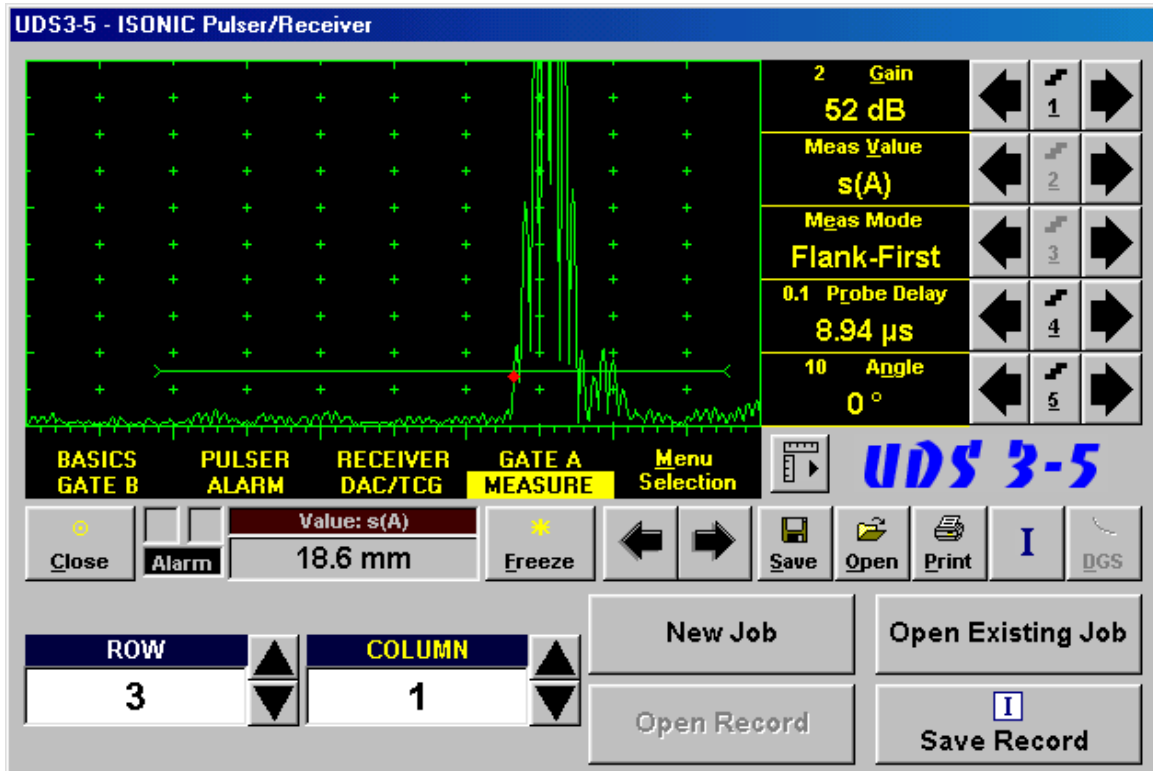 UDS3-5 - ISONIC Pulser/Receiver
2 Gain
52 dB
1
Meas Value
s(A)
2
Meas Mode
Flank-First
3
0.1 Probe Delay
8.94 µs
4
10 Angle
0 °
5
BASICS PULSER RECEIVER GATE A Menu
GATE B ALARM DAC/TCG MEASURE Selection
UDS 3-5
Close
Alarm
Value: s(A)
18.6 mm
Freeze
Save
Open
Print
I
DGS
ROW
3
COLUMN
1
New Job
Open Existing Job
Open Record
I
Save Record